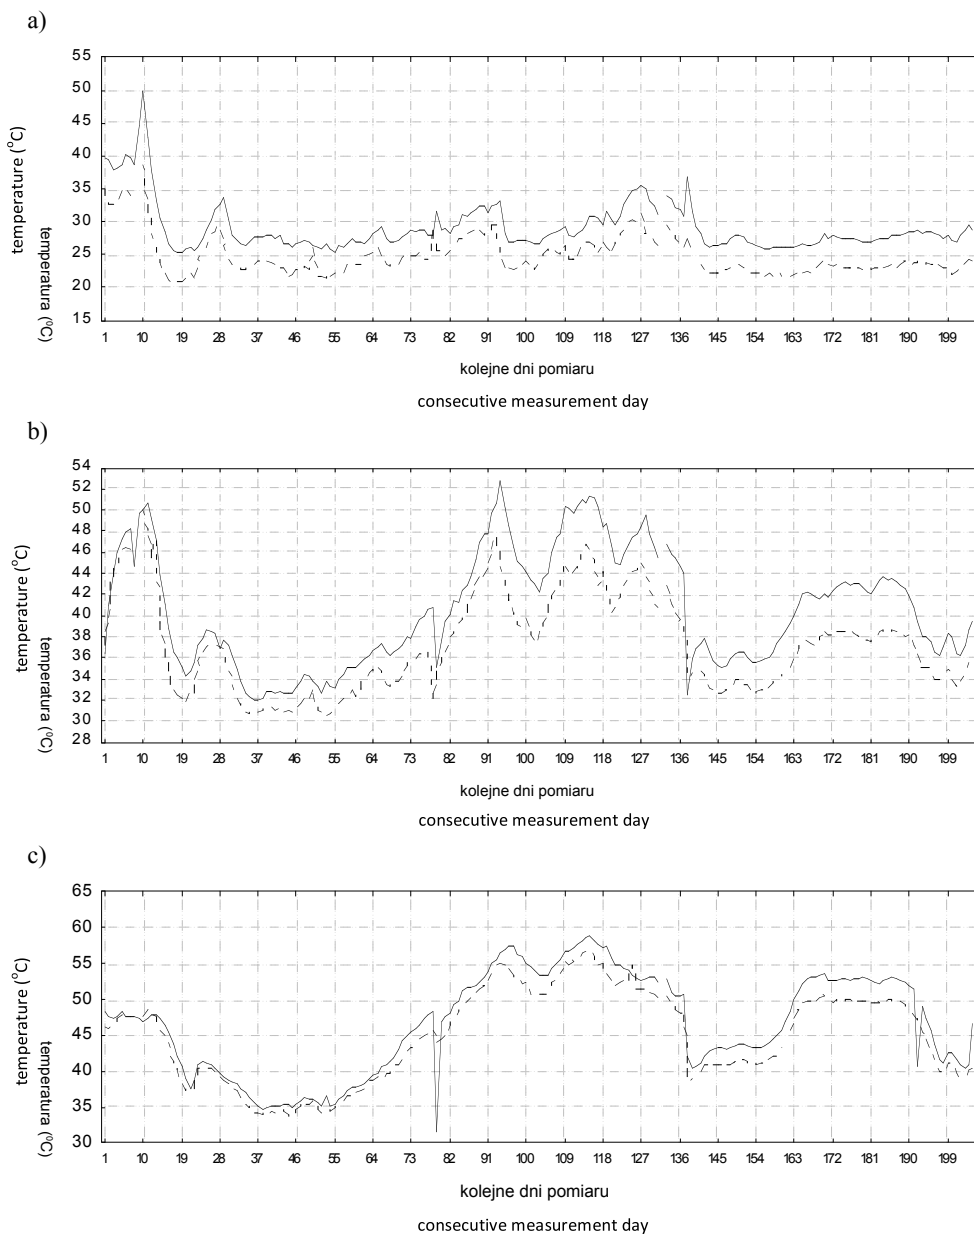 a)
55
50
45
40
35
30
25
20
15
temperature (°C)
temperatura (°C)
1 10 19 28 37 46 55 64 73 82 91 100 109 118 127 136 145 154 163 172 181 190 199
kolejne dni pomiaru
consecutive measurement day
b)
54
52
50
48
46
44
42
40
38
36
34
32
30
28
temperature (°C)
temperatura (°C)
1 10 19 28 37 46 55 64 73 82 91 100 109 118 127 136 145 154 163 172 181 190 199
kolejne dni pomiaru
consecutive measurement day
c)
65
60
55
50
45
40
35
30
temperature (°C)
temperatura (°C)
1 10 19 28 37 46 55 64 73 82 91 100 109 118 127 136 145 154 163 172 181 190 199
kolejne dni pomiaru
consecutive measurement day